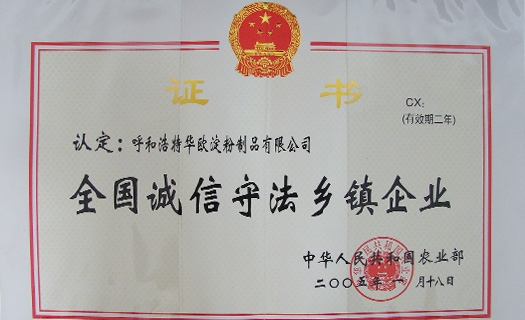 证 书
CX:
(有效期二年)
认定：呼和浩特华欧淀粉制品有限公司
全国诚信守法乡镇企业
中华人民共和国农业部
二〇〇五年一月十八日